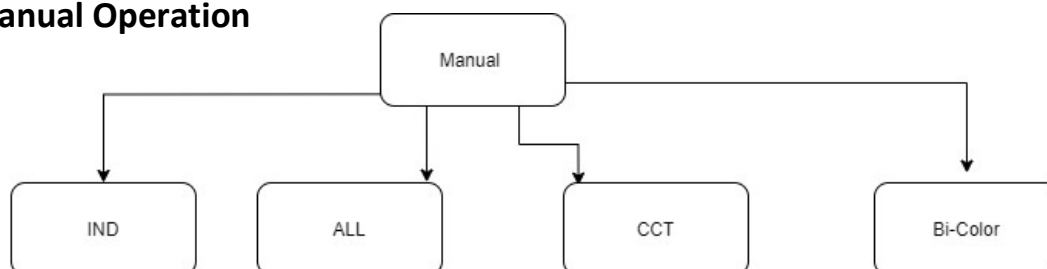 anual Operation
Manual
IND
ALL
CCT
Bi-Color